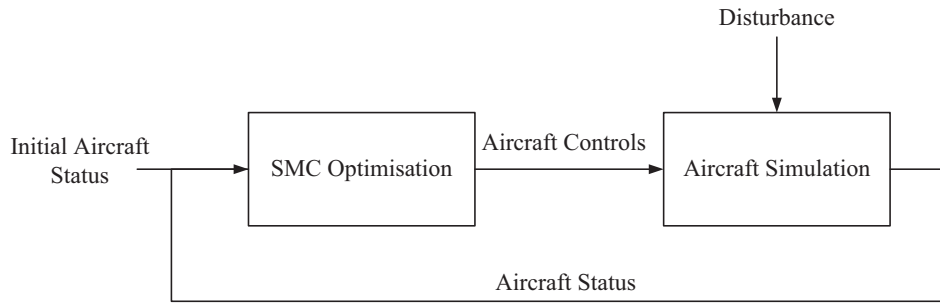 Disturbance
Initial Aircraft
Status
SMC Optimisation
Aircraft Controls
Aircraft Simulation
Aircraft Status